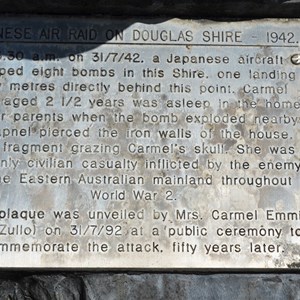 NESE AIR RAID ON DOUGLAS SHIRE - 1942.
.30 a.m. on 31/7/42. a Japanese aircraft
ped eight bombs in this Shire, one landing
metres directly behind this point. Carmel
aged 2 1/2 years was asleep in the home
r parents when the bomb exploded nearby.
apnel pierced the iron walls of the house.
fragment grazing Carmel's skull. She was
nly civilian casualty inflicted by the enemy
e Eastern Australian mainland throughout
World War 2.
plaque was unveiled by Mrs. Carmel Emmi
Zullo) on 31/7/92 at a public ceremony to
memorate the attack, fifty years later.